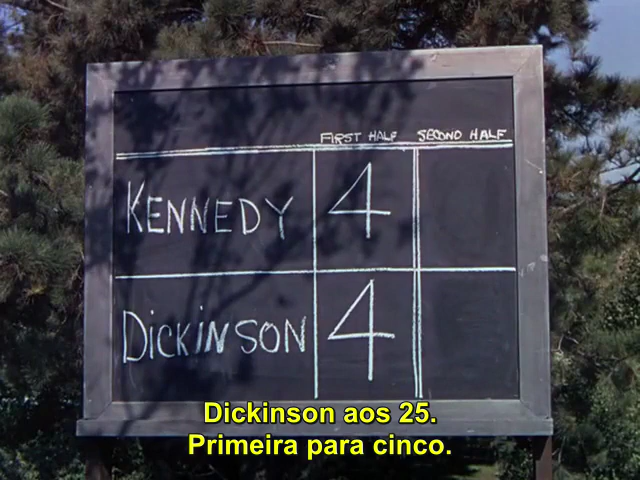 FIRST HALF SECOND HALF
KENNEDY 4
DICKINSON 4
Dickinson aos 25.
Primeira para cinco.